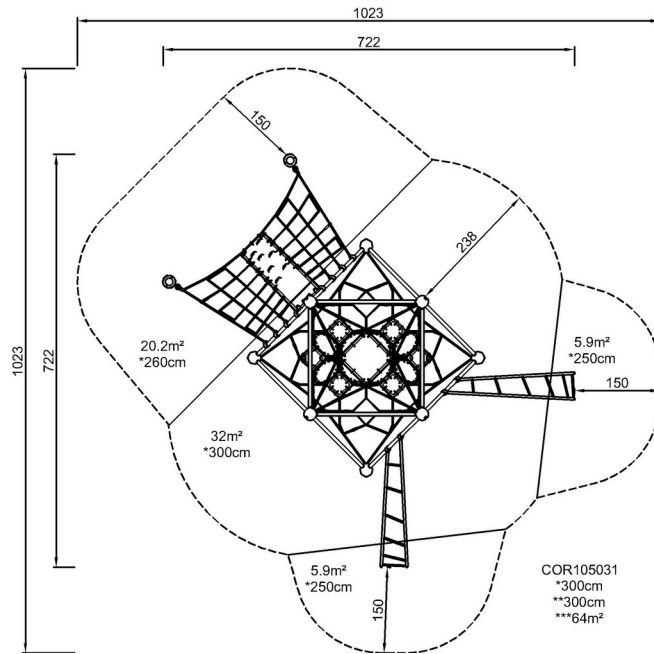 1023
722
150
238
1023
722
20.2m²
*260cm
5.9m²
*250cm
150
32m²
*300cm
5.9m²
*250cm
150
COR105031
*300cm
**300cm
***64m²